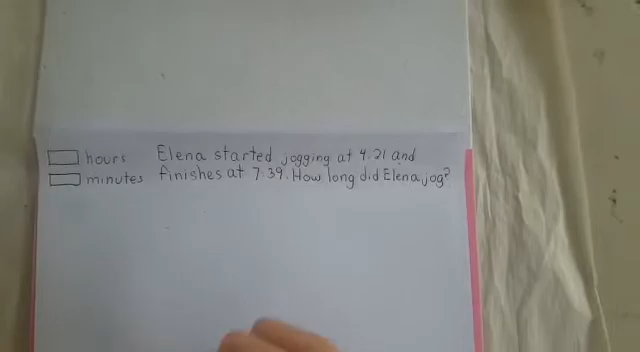 hours Elena started jogging at 4:21 and
minutes finishes at 7:39. How long did Elena jog?